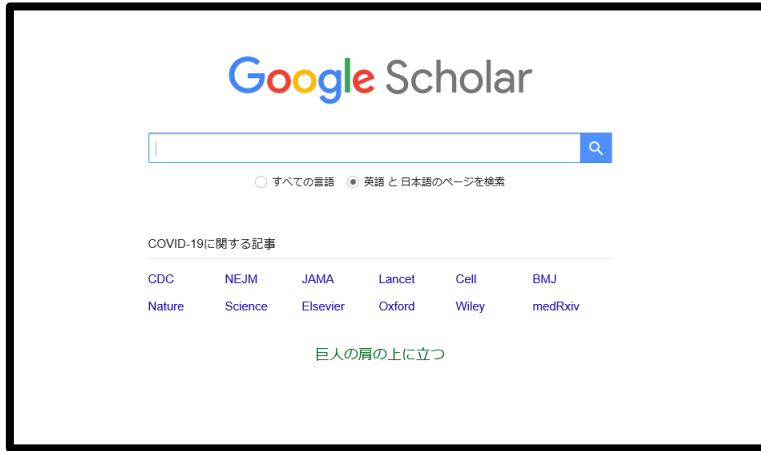 Google Scholar
すべての言語 英語 と 日本語のページを検索
COVID-19に関する記事
CDC NEJM JAMA Lancet Cell BMJ
Nature Science Elsevier Oxford Wiley medRxiv
巨人の肩の上に立つ